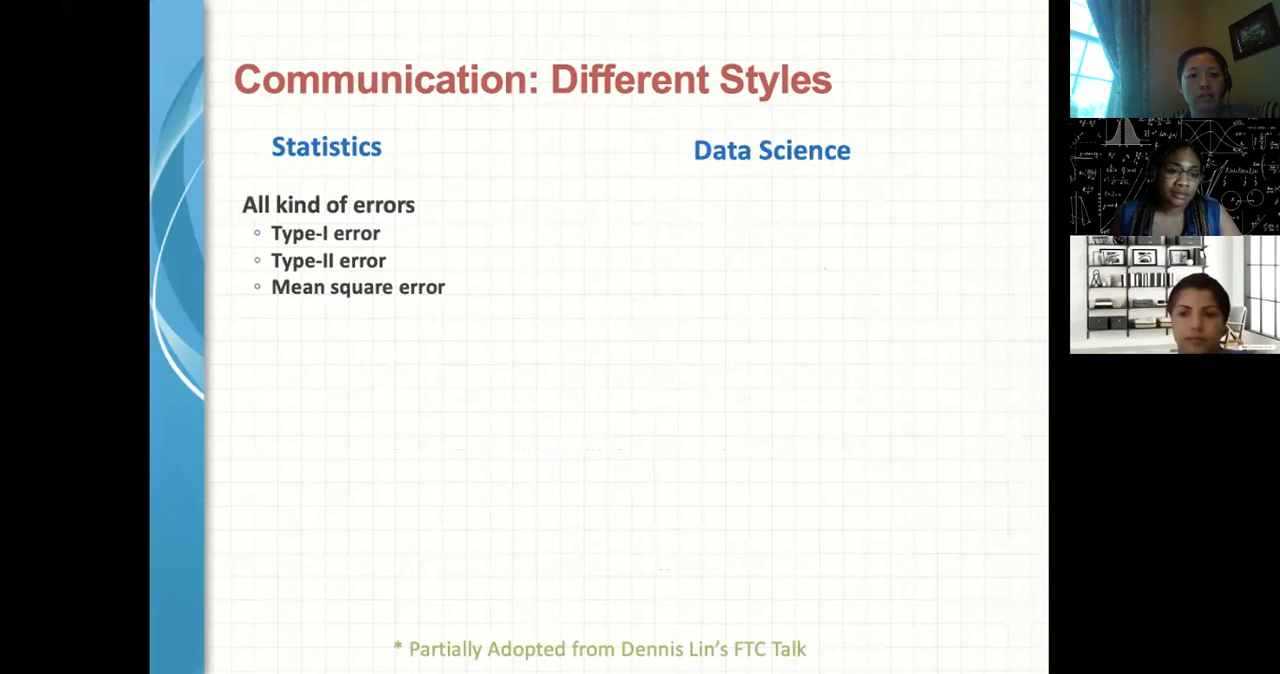 Communication: Different Styles
Statistics
Data Science
All kind of errors
◦ Type-I error
◦ Type-II error
◦ Mean square error
* Partially Adopted from Dennis Lin's FTC Talk